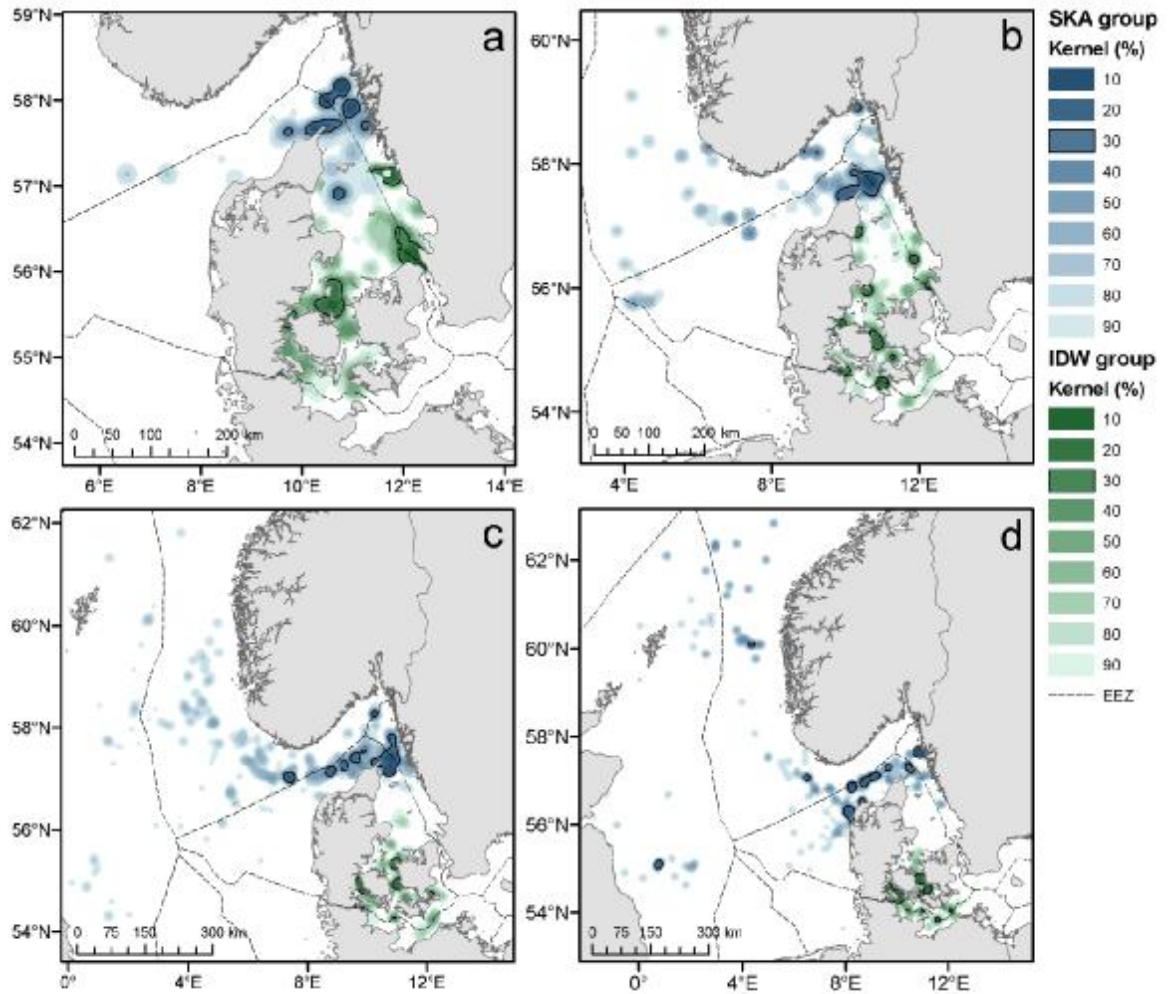 59°N
58°N
57°N
56°N
55°N
54°N
a
0 50 100 200 km
6°E 8°E 10°E 12°E 14°E
60°N
58°N
56°N
54°N
b
0 50 100 200 km
4°E 8°E 12°E
62°N
60°N
58°N
56°N
54°N
c
0 75 150 300 km
0° 4°E 8°E 12°E
62°N
60°N
58°N
56°N
54°N
d
0 75 150 300 km
0° 4°E 8°E 12°E
SKA group
Kernel (%)
10
20
30
40
50
60
70
80
90
IDW group
Kernel (%)
10
20
30
40
50
60
70
80
90
EEZ